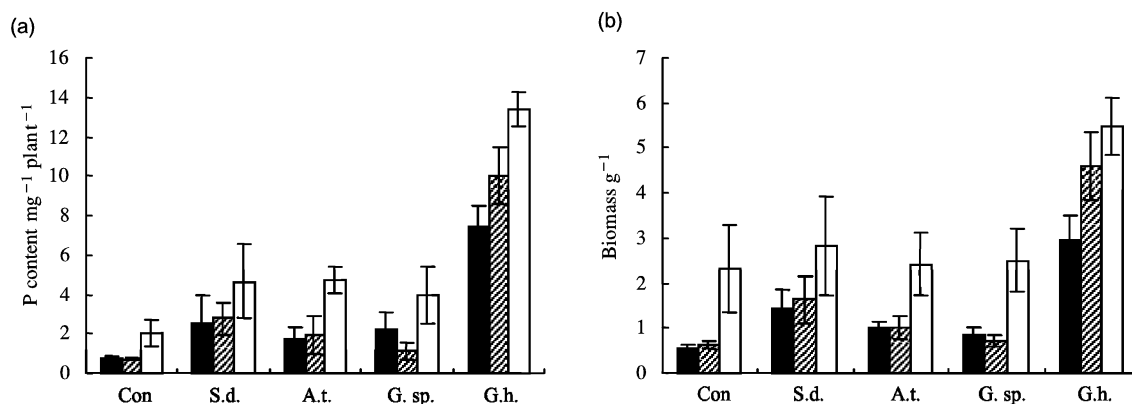 (a)
P content mg⁻¹ plant⁻¹
16
14
12
10
8
6
4
2
0
Con S.d. A.t. G. sp. G.h.
(b)
Biomass g⁻¹
7
6
5
4
3
2
1
0
Con S.d. A.t. G. sp. G.h.